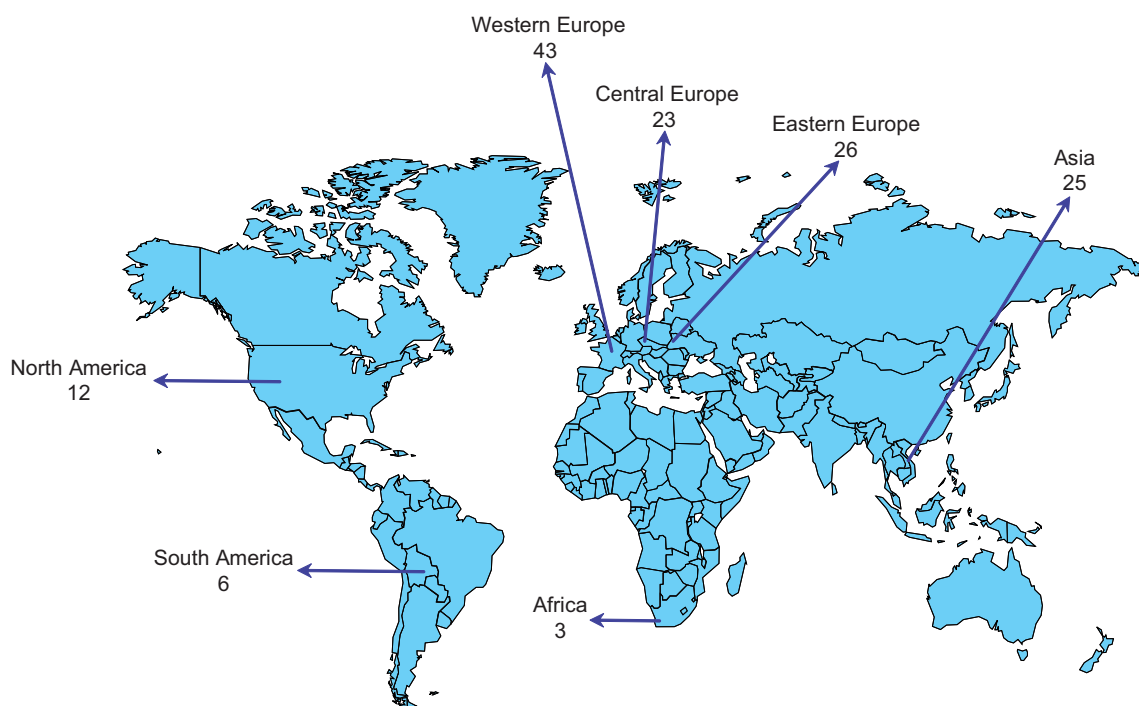 Western Europe
43
Central Europe
23
Eastern Europe
26
Asia
25
North America
12
South America
6
Africa
3